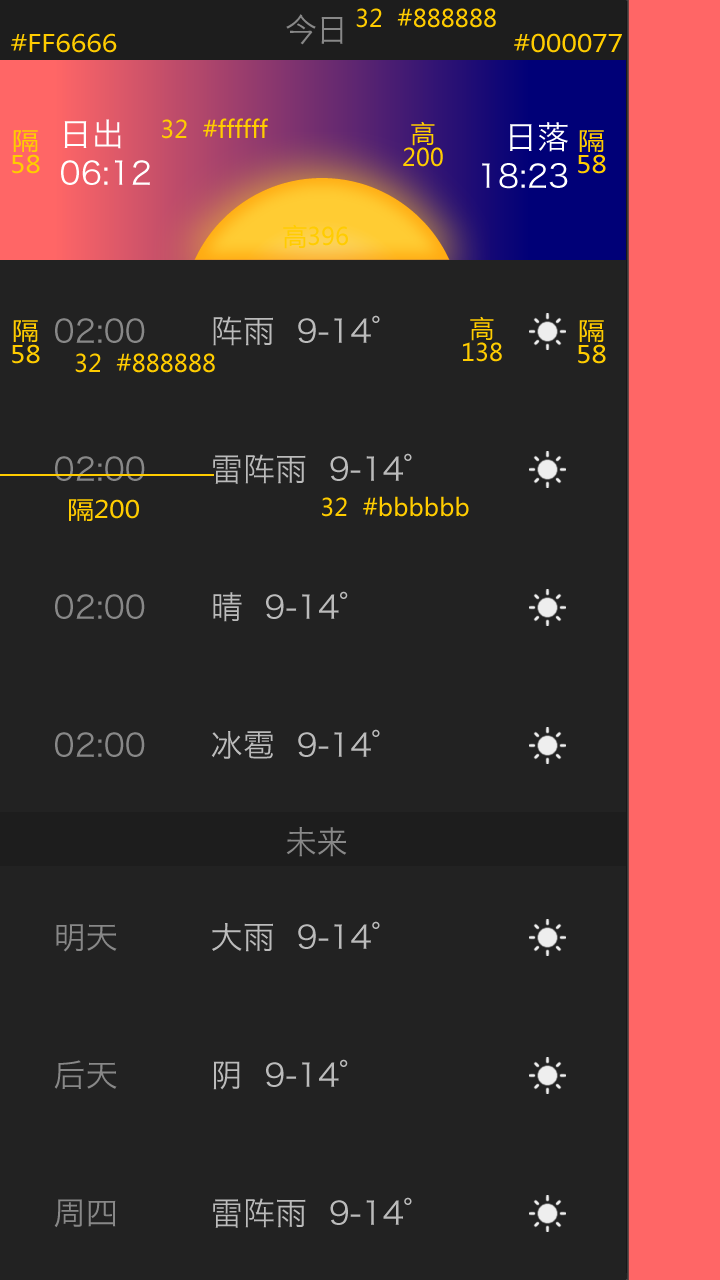 今日 32 #888888
#FF6666 #000077
日出 32 #ffffff 高 日落
隔 58 06:12 200 18:23 隔 58
高396
隔 58 02:00 阵雨 9-14° 高 138 隔 58
32 #888888
02:00 雷阵雨 9-14°
隔200 32 #bbbbbb
02:00 晴 9-14°
02:00 冰雹 9-14°
未来
明天 大雨 9-14°
后天 阴 9-14°
周四 雷阵雨 9-14°